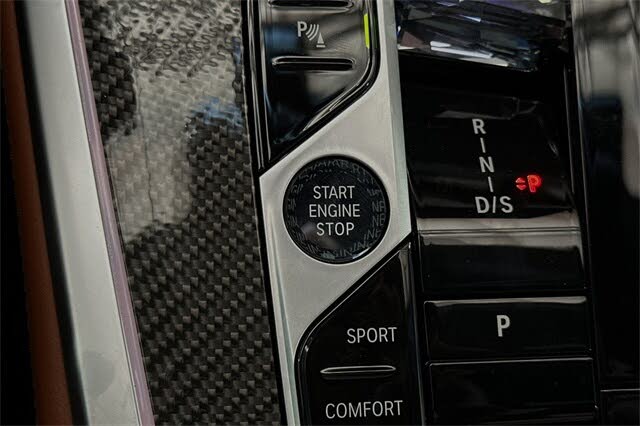 P
START
ENGINE
STOP
R
N
D/S
P
P
SPORT
COMFORT